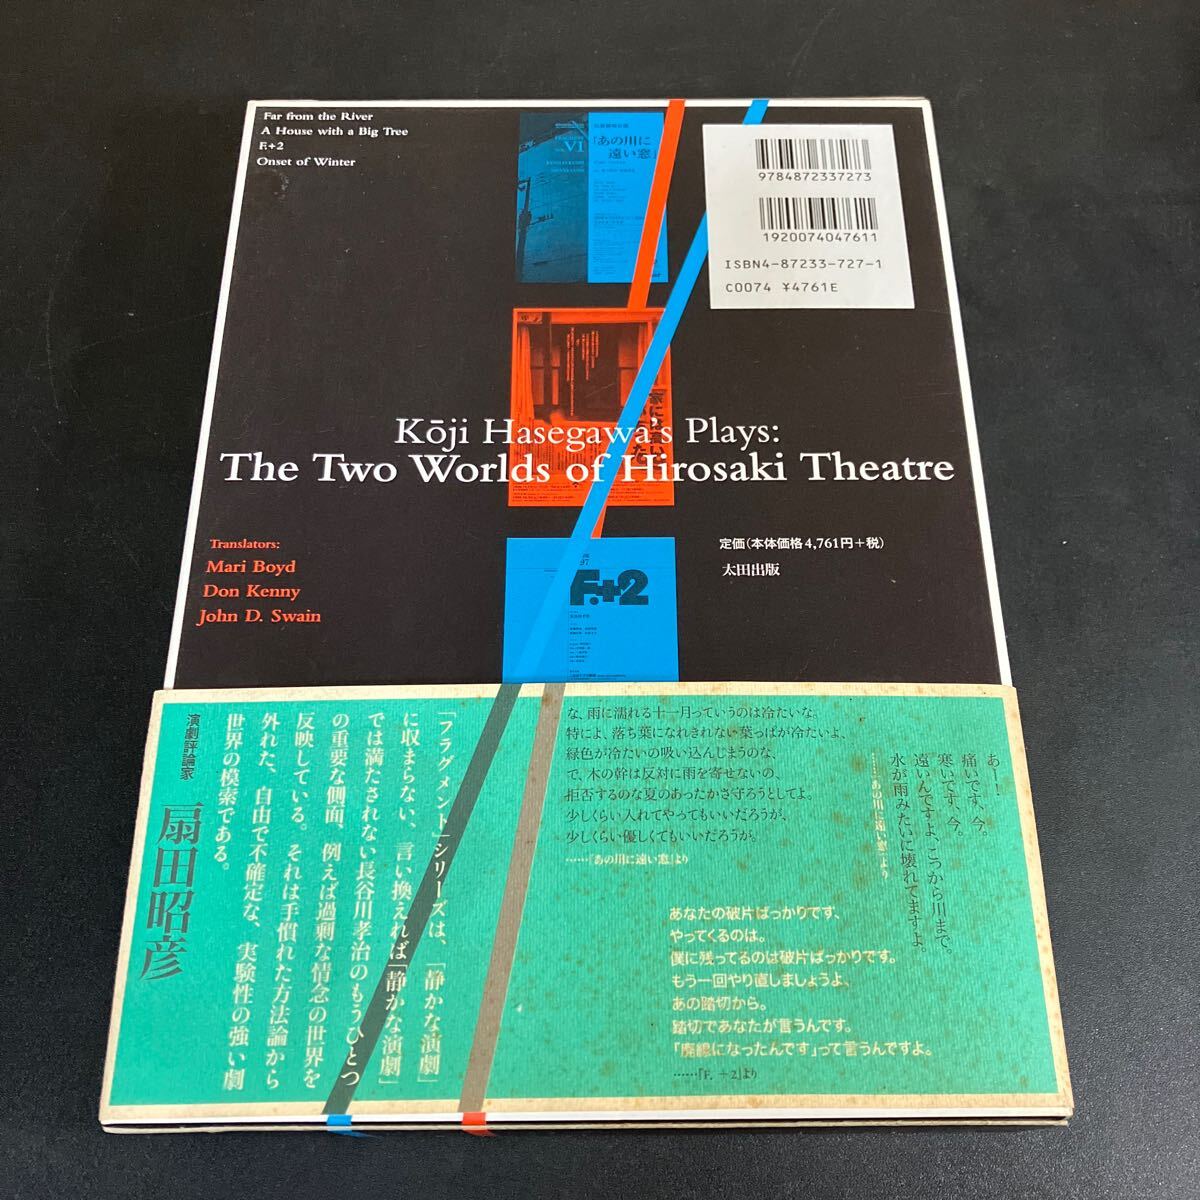 Far from the River
A House with a Big Tree
F.+2
Onset of Winter
VI
「あの川に
遠い窓」
9784872337273
1920074047611
ISBN4-87233-727-1
C0074 ¥4761E
Kōji Hasegawa's Plays:
The Two Worlds of Hirosaki Theatre
Translators:
Mari Boyd
Don Kenny
John D. Swain
定価(本体価格4,761円+税)
太田出版
97
F.+2
あー!
痛いです、今。
寒いです、今。
遠いんですよ、こっから川まで。
水が雨みたいに壊れてますよ。
……「あの川に遠い窓」より
な、雨に濡れる十一月っていうのは冷たいな。
特によ、落ち葉になれきれない葉っぱが冷たいよ、
緑色が冷たいの吸い込んじまうのな、
で、木の幹は反対に雨を寄せないの、
拒否するのな夏のあったかさ守ろうとしてよ。
少しくらい入れてやってもいいだろうが、
少しくらい優しくてもいいだろうが。
……「あの川に遠い窓」より
あなたの破片ばっかりです、
やってくるのは。
僕に残ってるのは破片ばっかりです。
もう一回やり直しましょうよ、
あの踏切から。
踏切であなたが言うんです。
「廃線になったんです」って言うんですよ。
……「F.+2」より
「フラグメント」シリーズは、「静かな演劇」
に収まらない、言い換えれば「静かな演劇」
では満たされない長谷川孝治のもうひとつ
の重要な側面、例えば過剰な情念の世界を
反映している。それは手慣れた方法論から
外れた、自由で不確定な、実験性の強い劇
世界の模索である。
演劇評論家
扇田昭彦